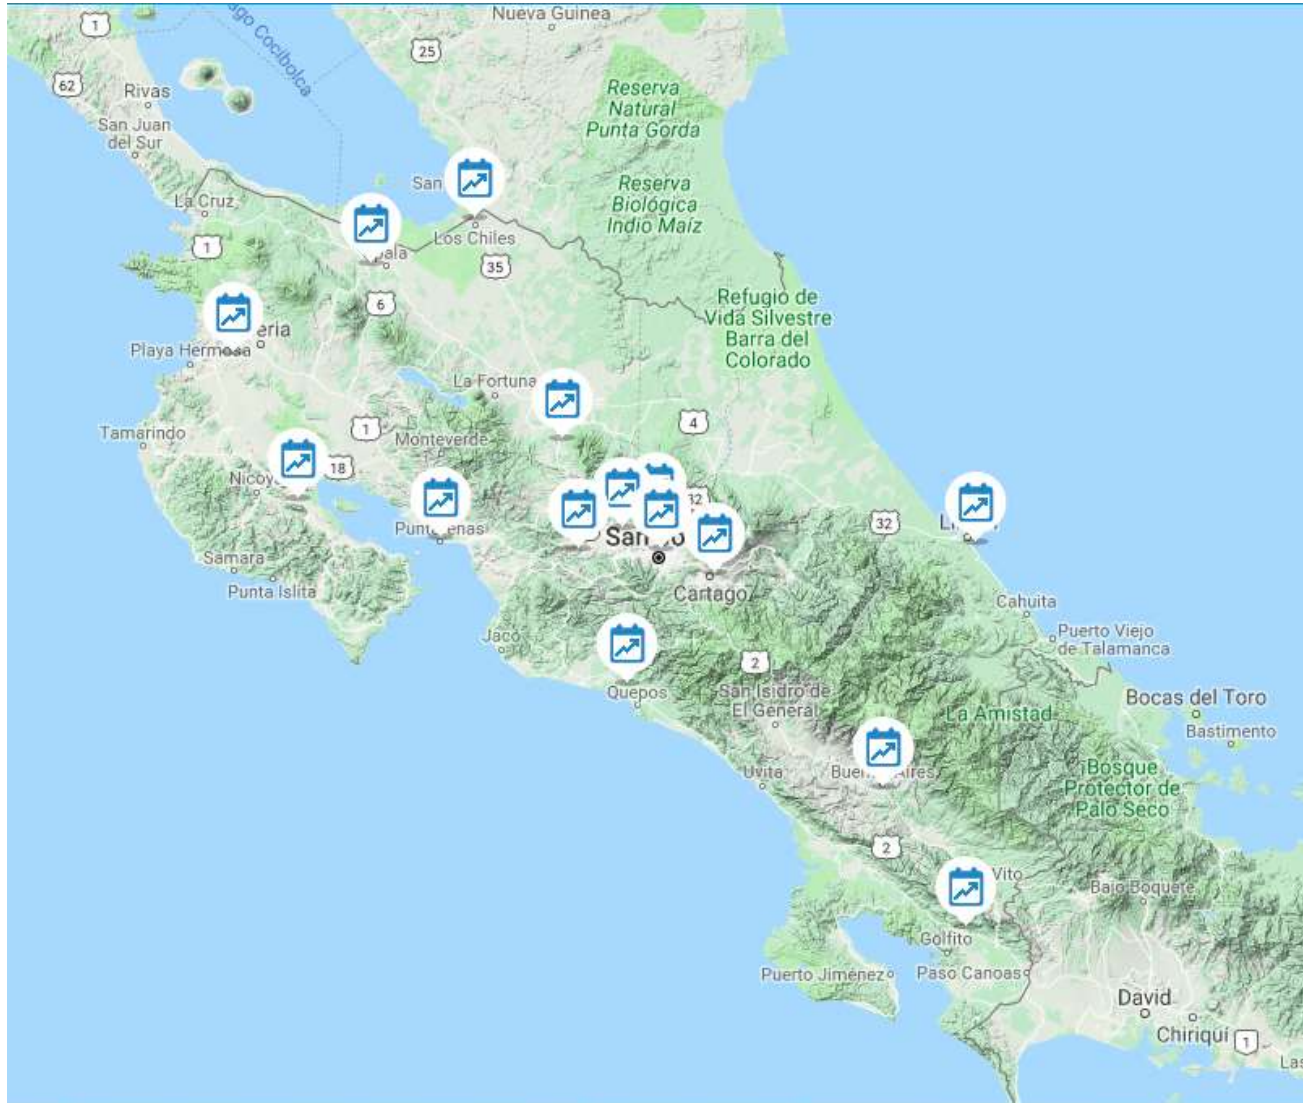 Nueva Guinea
1
25
ago Cocibolca
62
Rivas
Reserva
Natural
Punta Gorda
San Juan
del Sur
San
Reserva
Biológica
Indio Maíz
La Cruz
Los Chiles
1
35
Refugio de
Vida Silvestre
Barra del
Colorado
6
eria
Playa Hermosa
La Fortuna
4
1
Tamarindo
Monteverde
18
Nicoya
32
32
Cartago
Samara
Punta Islita
Cahuita
Puerto Viejo
de Talamanca
Jacó
2
Quepos
San Isidro de
El General
La Amistad
Bocas del Toro
Bastimento
Uvita
Bosque
Protector de
Palo Seco
2
Vito
Bajo Boquete
Golfito
Puerto Jiménez
Paso Canoas
David
Chiriquí
1
Las